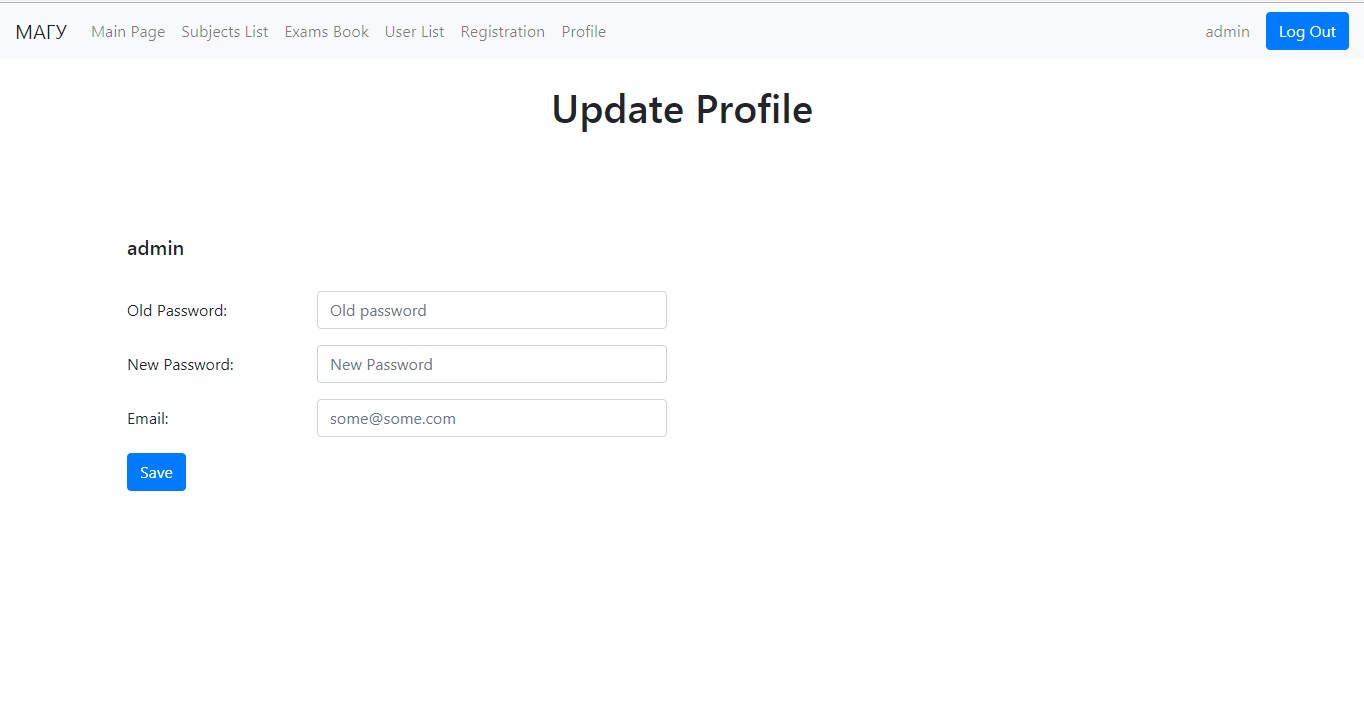 МАГУ Main Page Subjects List Exams Book User List Registration Profile admin Log Out
Update Profile
admin
Old Password: Old password
New Password: New Password
Email: some@some.com
Save